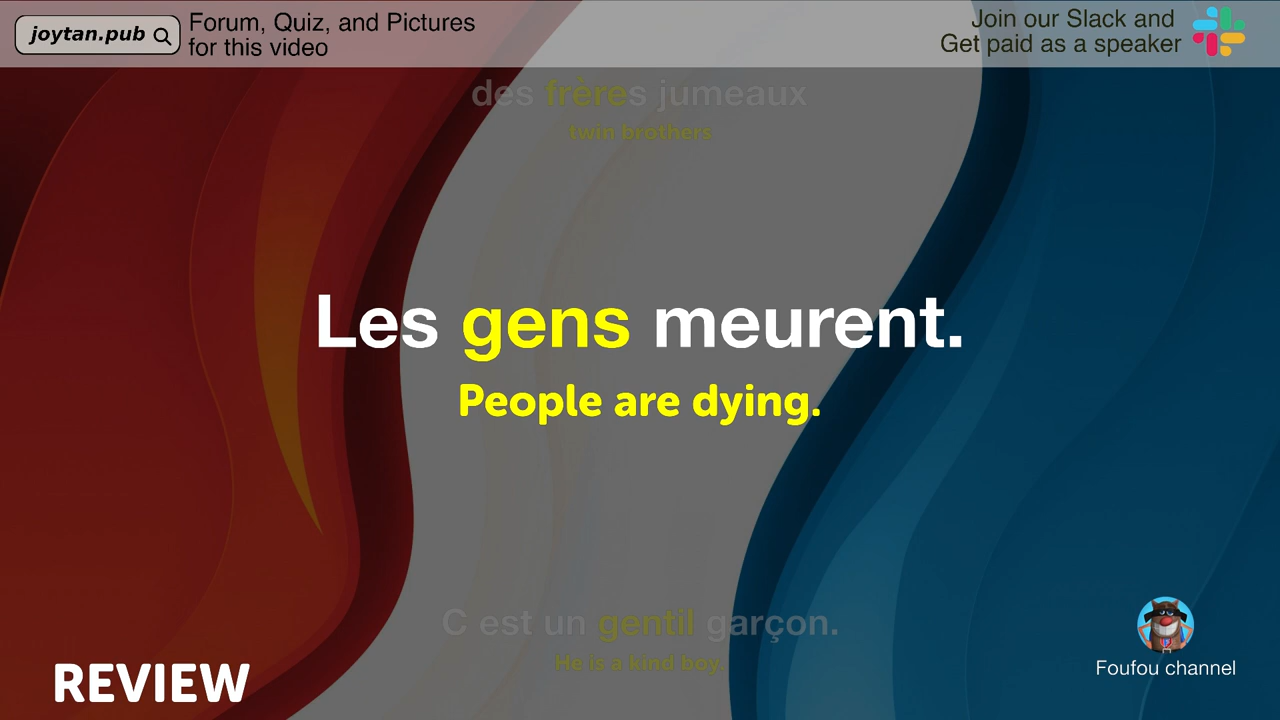 joytan.pub
Forum, Quiz, and Pictures
for this video
Join our Slack and
Get paid as a speaker
des frères jumeaux
twin brothers
Les gens meurent.
People are dying.
C est un gentil garçon.
He is a kind boy.
REVIEW
Foufou channel